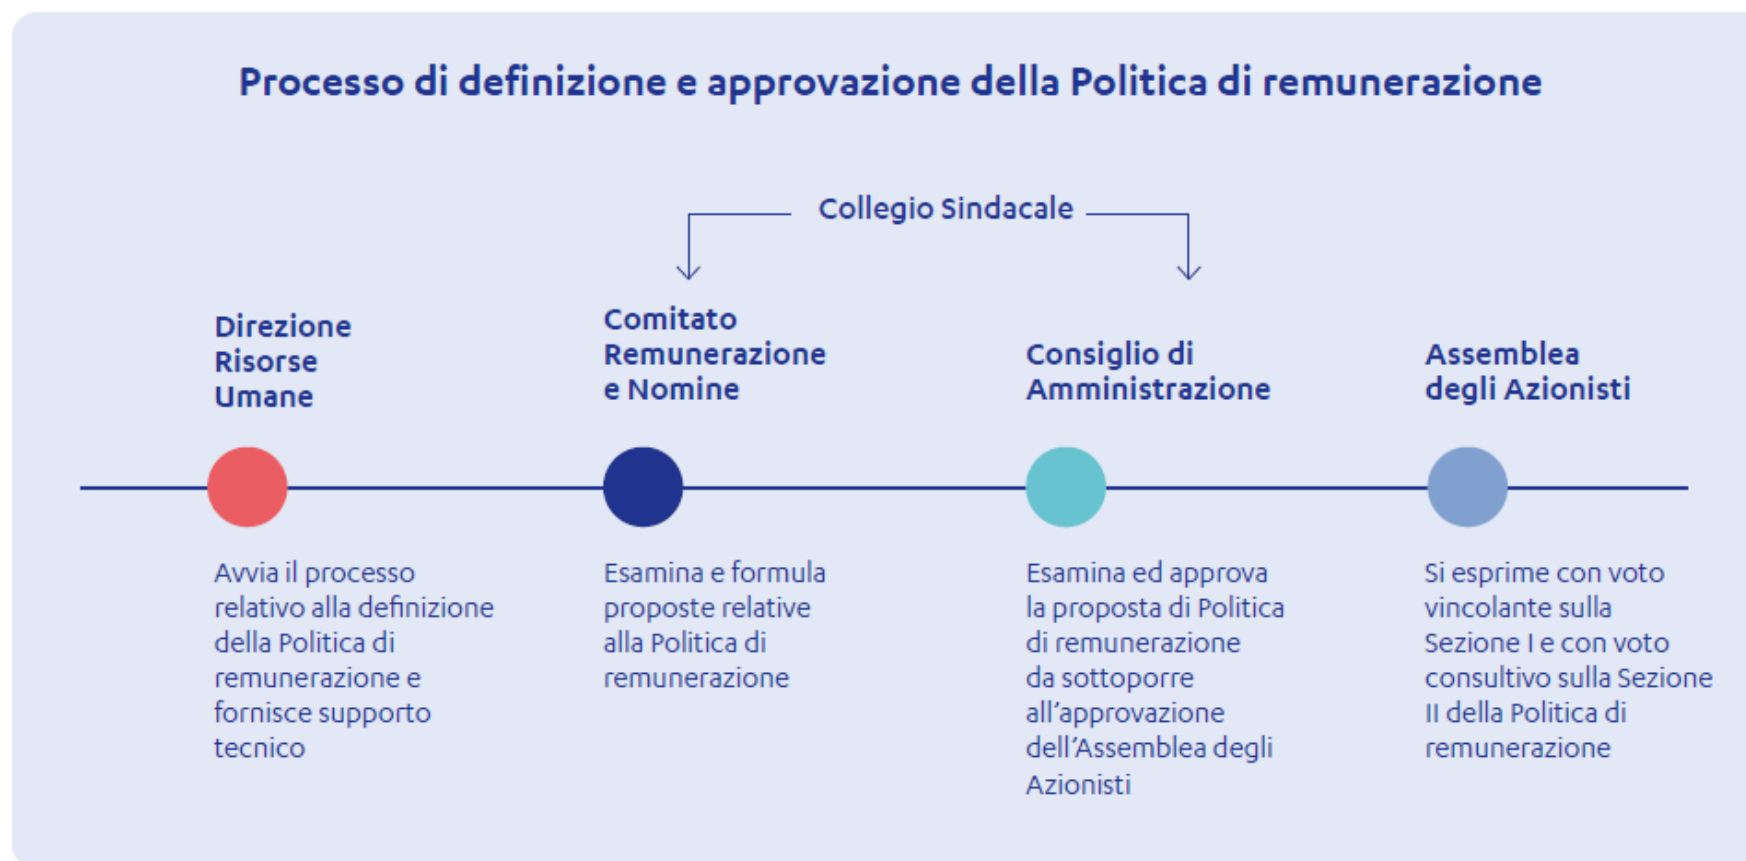 Processo di definizione e approvazione della Politica di remunerazione
Collegio Sindacale
Direzione
Risorse
Umane
Avvia il processo
relativo alla definizione
della Politica di
remunerazione e
fornisce supporto
tecnico
Comitato
Remunerazione
e Nomine
Esamina e formula
proposte relative
alla Politica di
remunerazione
Consiglio di
Amministrazione
Esamina ed approva
la proposta di Politica
di remunerazione
da sottoporre
all’approvazione
dell’Assemblea degli
Azionisti
Assemblea
degli Azionisti
Si esprime con voto
vincolante sulla
Sezione I e con voto
consultivo sulla Sezione
II della Politica di
remunerazione